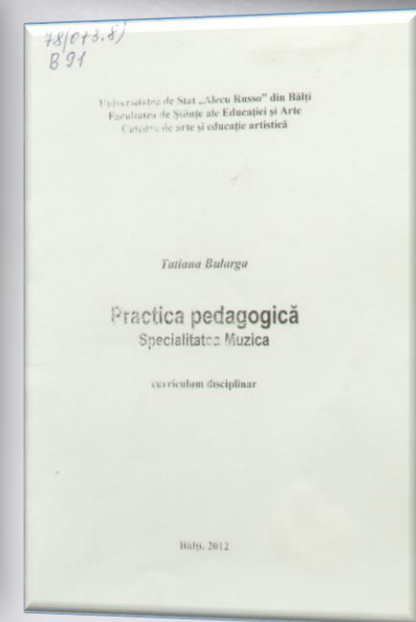 78(073.8)
B 91
Universitatea de Stat „Alecu Russo” din Bălți
Facultatea de Științe ale Educației și Arte
Catedra de arte și educație artistică
Tatiana Bularga
Practica pedagogică
Specialitatea Muzica
curriculum disciplinar
Bălți, 2012